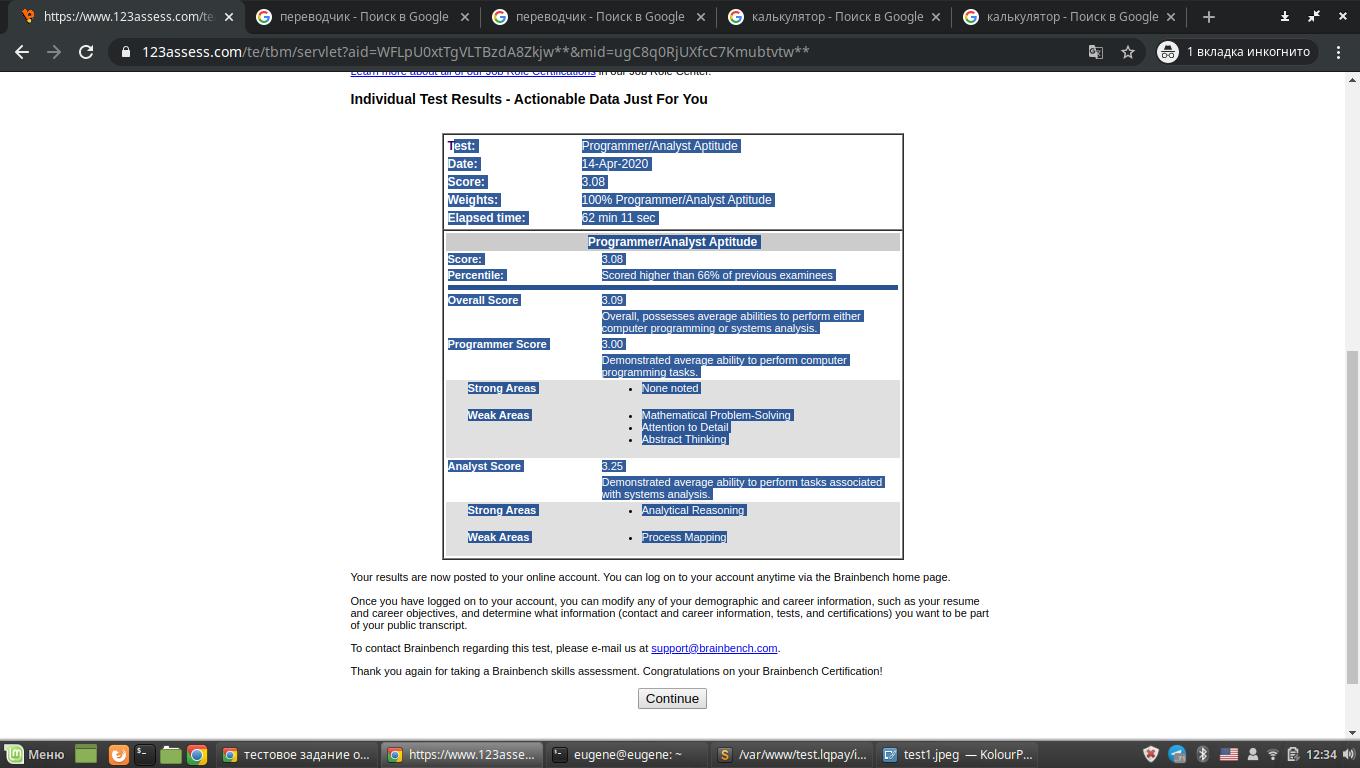 https://www.123assess.com/te
переводчик - Поиск в Google
переводчик - Поиск в Google
калькулятор - Поиск в Google
калькулятор - Поиск в Google
123assess.com/te/tbm/servlet?aid=WFLpU0xtTgVLTBzdA8Zkjw**&mid=ugC8q0RjUXfcC7Kmubtvtw**
1 вкладка инкогнито
Learn more about all of our Job Role Certifications in our Job Role Center.
Individual Test Results - Actionable Data Just For You
Test: Programmer/Analyst Aptitude
Date: 14-Apr-2020
Score: 3.08
Weights: 100% Programmer/Analyst Aptitude
Elapsed time: 62 min 11 sec
Programmer/Analyst Aptitude
Score: 3.08
Percentile: Scored higher than 66% of previous examinees
Overall Score 3.09
Overall, possesses average abilities to perform either
computer programming or systems analysis.
Programmer Score 3.00
Demonstrated average ability to perform computer
programming tasks.
Strong Areas • None noted
Weak Areas • Mathematical Problem-Solving
• Attention to Detail
• Abstract Thinking
Analyst Score 3.25
Demonstrated average ability to perform tasks associated
with systems analysis.
Strong Areas • Analytical Reasoning
Weak Areas • Process Mapping
Your results are now posted to your online account. You can log on to your account anytime via the Brainbench home page.
Once you have logged on to your account, you can modify any of your demographic and career information, such as your resume
and career objectives, and determine what information (contact and career information, tests, and certifications) you want to be part
of your public transcript.
To contact Brainbench regarding this test, please e-mail us at support@brainbench.com.
Thank you again for taking a Brainbench skills assessment. Congratulations on your Brainbench Certification!
Continue
Меню
тестовое задание о...
https://www.123asse...
eugene@eugene: ~
/var/www/test.lqpay/i...
test1.jpeg — KolourP...
12:34